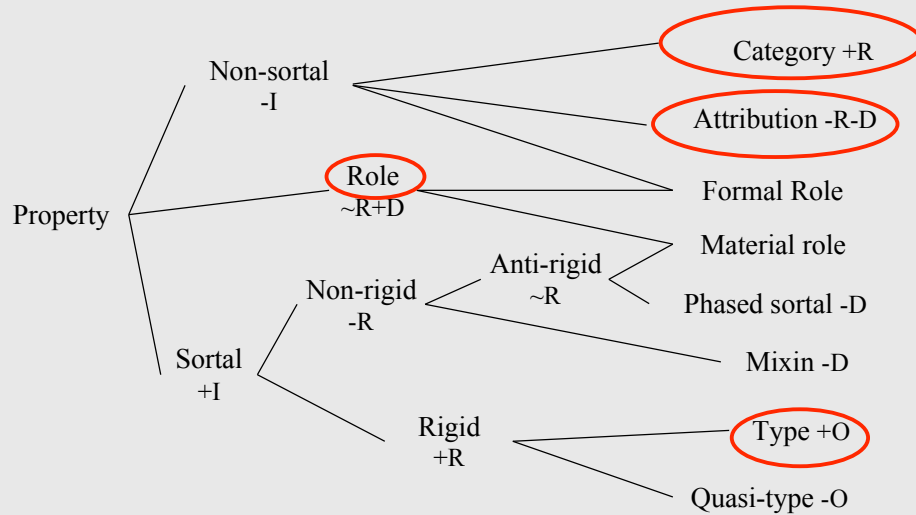 Category +R
Non-sortal
-I
Attribution -R-D
Role
~R+D
Formal Role
Property
Material role
Anti-rigid
~R
Non-rigid
-R
Phased sortal -D
Sortal
+I
Mixin -D
Rigid
+R
Type +O
Quasi-type -O